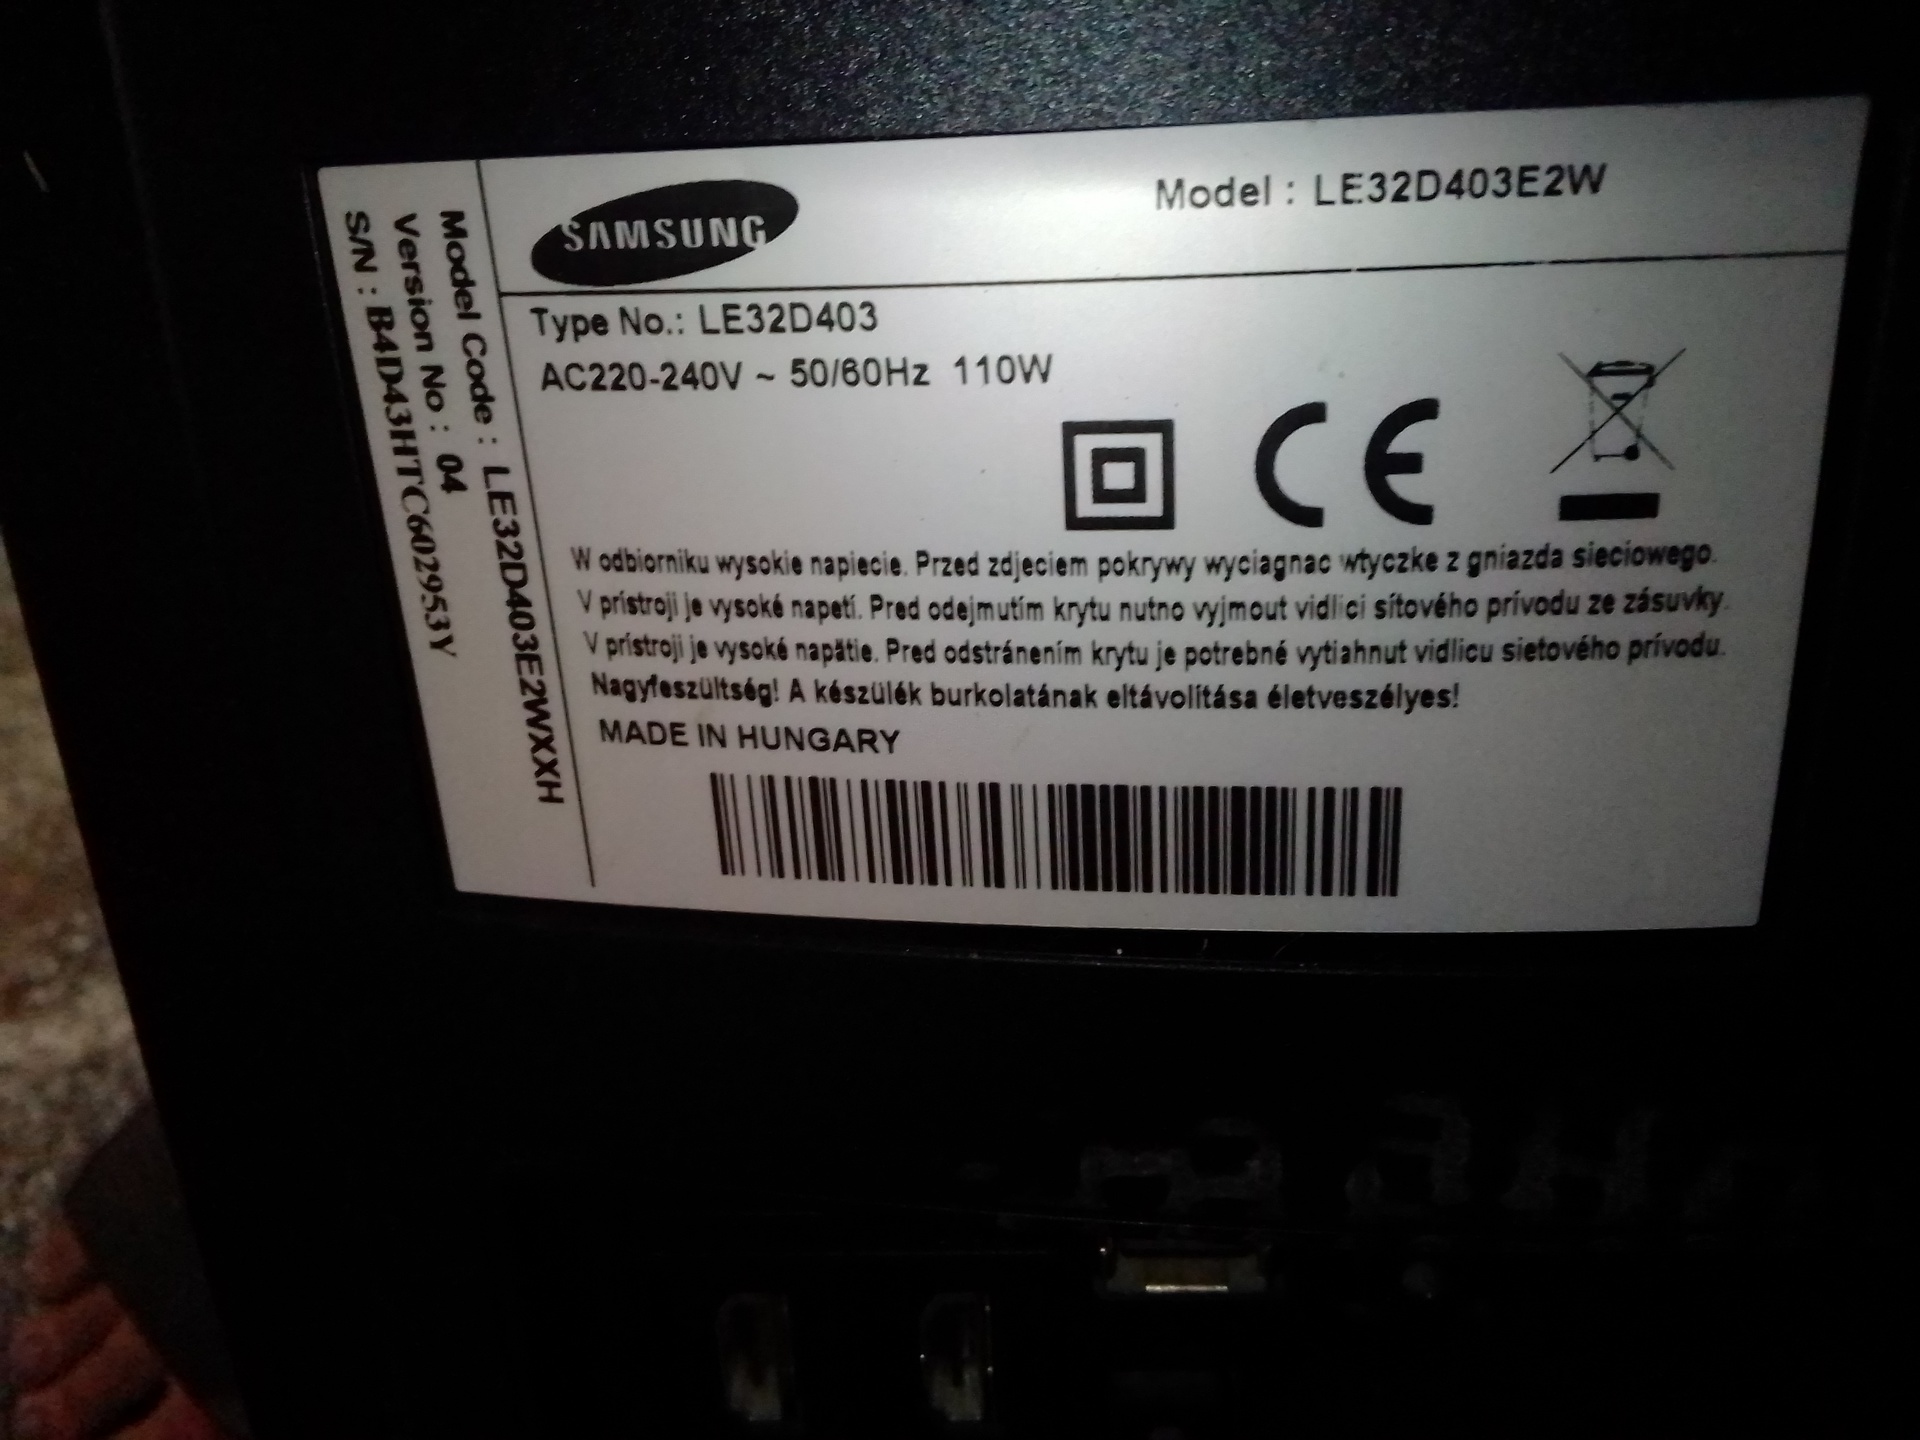 SAMSUNG
Model : LE32D403E2W
Type No.: LE32D403
AC220-240V ~ 50/60Hz 110W
CE
W odbiorniku wysokie napiecie. Przed zdjeciem pokrywy wyciagnac wtyczke z gniazda sieciowego.
V prístroji je vysoké napetí. Pred odejmutím krytu nutno vyjmout vidlici sítového prívodu ze zásuvky.
V prístroji je vysoké napätie. Pred odstránením krytu je potrebné vytiahnut vidlicu sietového prívodu.
Nagyfeszültség! A készülék burkolatának eltávolítása életveszélyes!
MADE IN HUNGARY
Model Code : LE32D403E2WXXH
Version No : 04
S/N : B4D43HTC602953Y